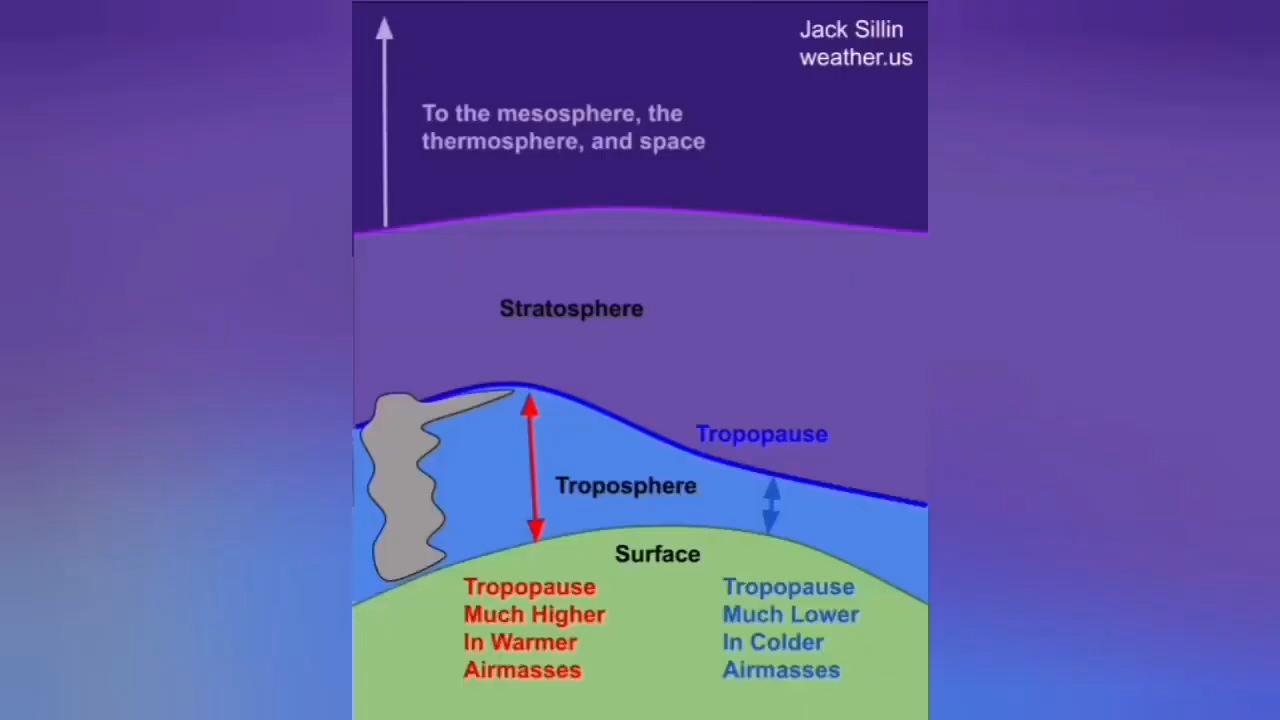 Jack Sillin
weather.us
To the mesosphere, the
thermosphere, and space
Stratosphere
Tropopause
Troposphere
Surface
Tropopause
Much Higher
In Warmer
Airmasses
Tropopause
Much Lower
In Colder
Airmasses